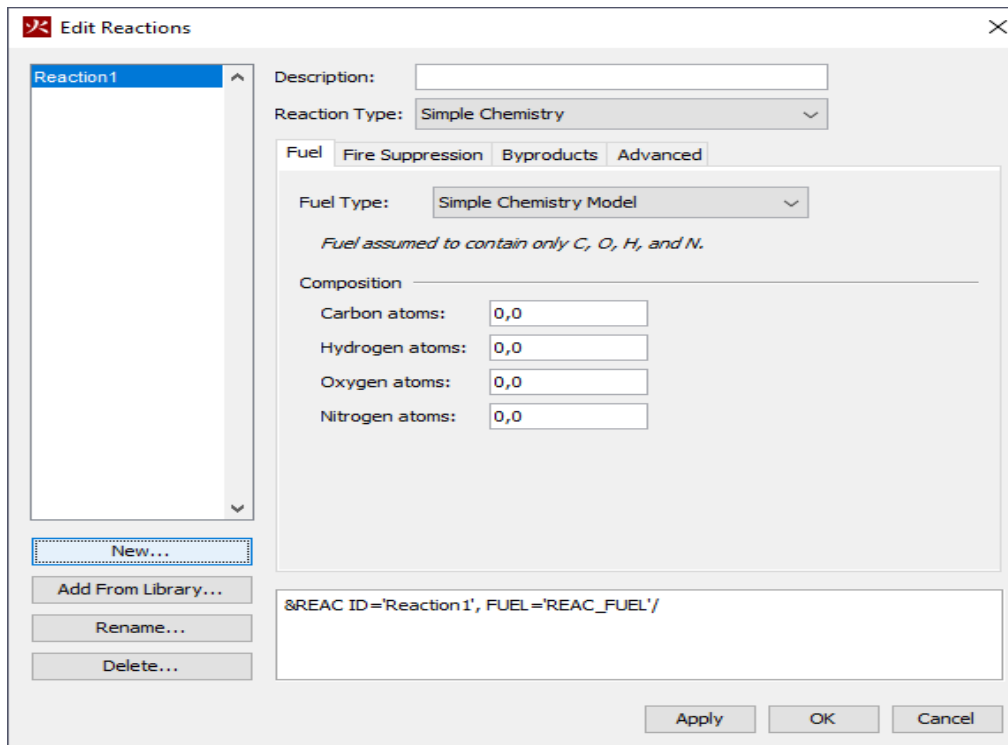 Edit Reactions
Reaction1
Description:
Reaction Type: Simple Chemistry
Fuel Fire Suppression Byproducts Advanced
Fuel Type: Simple Chemistry Model
Fuel assumed to contain only C, O, H, and N.
Composition
Carbon atoms: 0,0
Hydrogen atoms: 0,0
Oxygen atoms: 0,0
Nitrogen atoms: 0,0
New...
Add From Library...
Rename...
Delete...
&REAC ID='Reaction1', FUEL='REAC_FUEL'/
Apply OK Cancel